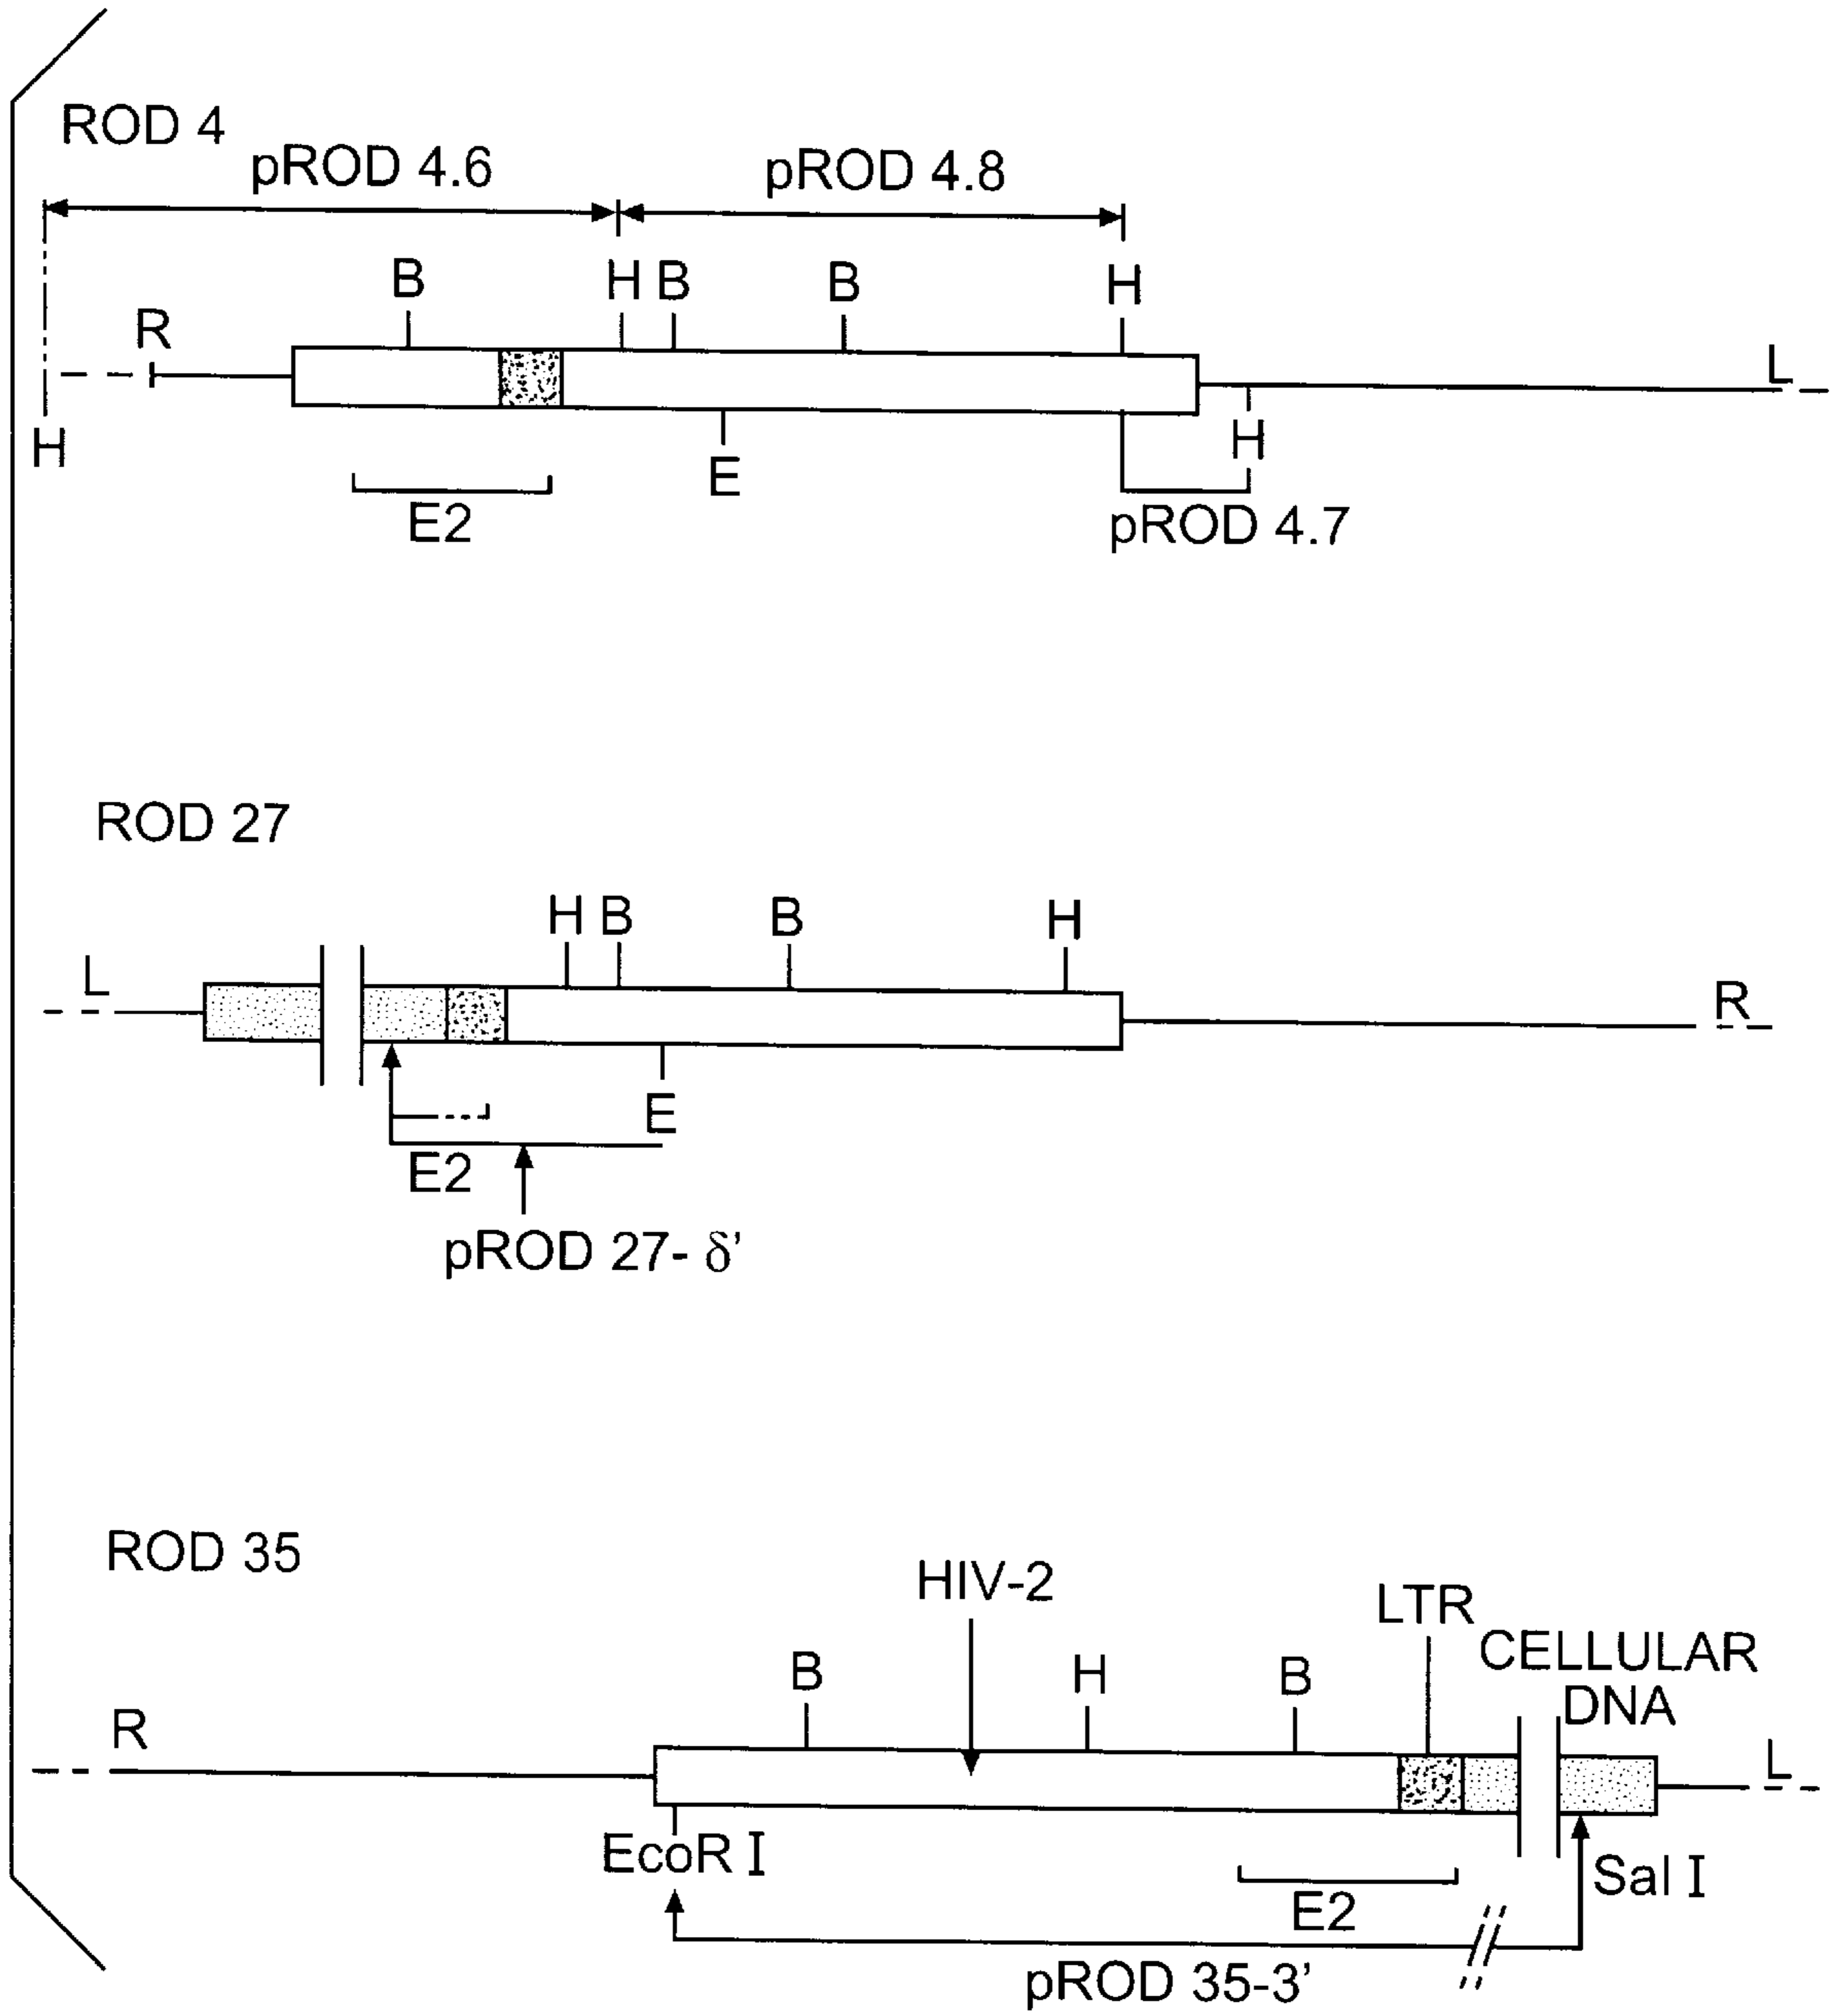 ROD 4
pROD 4.6
pROD 4.8
B
H
B
B
H
R
L
H
H
E
E2
pROD 4.7
ROD 27
H
B
B
H
L
R
E
E2
pROD 27- δ’
ROD 35
HIV-2
LTR
CELLULAR
DNA
B
H
B
R
L
EcoR I
Sal I
E2
pROD 35-3’